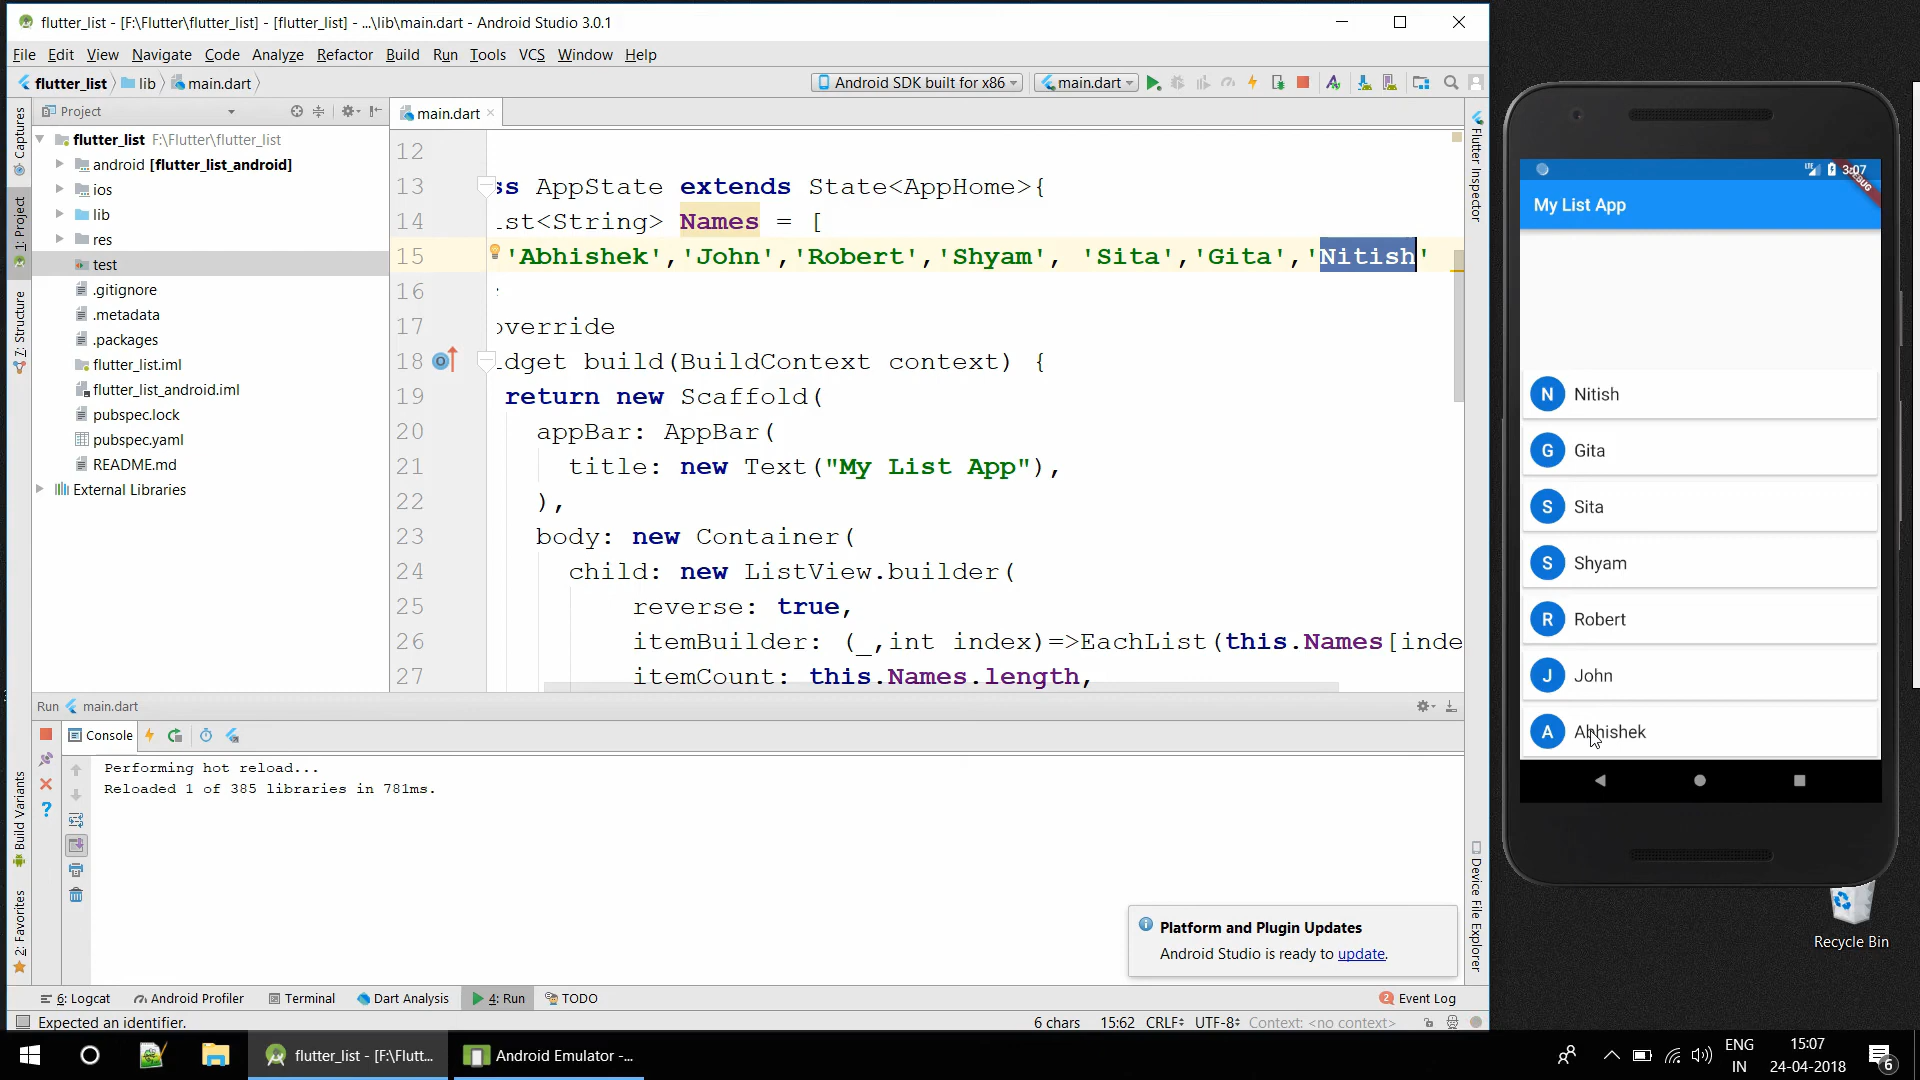 flutter_list - [F:\Flutter\flutter_list] - [flutter_list] - ...\lib\main.dart - Android Studio 3.0.1
File Edit View Navigate Code Analyze Refactor Build Run Tools VCS Window Help
flutter_list lib main.dart
Android SDK built for x86 main.dart
Captures
1: Project
7: Structure
Build Variants
2: Favorites
Project
flutter_list F:\Flutter\flutter_list
android [flutter_list_android]
ios
lib
res
test
.gitignore
.metadata
.packages
flutter_list.iml
flutter_list_android.iml
pubspec.lock
pubspec.yaml
README.md
External Libraries
main.dart
12
13 ss AppState extends State<AppHome>{
14 st<String> Names = [
15 'Abhishek','John','Robert','Shyam', 'Sita','Gita','Nitish'
16
17 override
18 dget build(BuildContext context) {
19 return new Scaffold(
20 appBar: AppBar(
21 title: new Text("My List App"),
22 ),
23 body: new Container(
24 child: new ListView.builder(
25 reverse: true,
26 itemBuilder: (_,int index)=>EachList(this.Names[inde
27 itemCount: this.Names.length,
Flutter Inspector
Device File Explorer
Run main.dart
Console
Performing hot reload...
Reloaded 1 of 385 libraries in 781ms.
Platform and Plugin Updates
Android Studio is ready to update.
6: Logcat Android Profiler Terminal Dart Analysis 4: Run TODO
2 Event Log
Expected an identifier.
6 chars 15:62 CRLF UTF-8 Context: <no context>
LTE 3:07
DEBUG
My List App
N Nitish
G Gita
S Sita
S Shyam
R Robert
J John
A Abhishek
Recycle Bin
flutter_list - [F:\Flutt...
Android Emulator -...
ENG
IN
15:07
24-04-2018
6